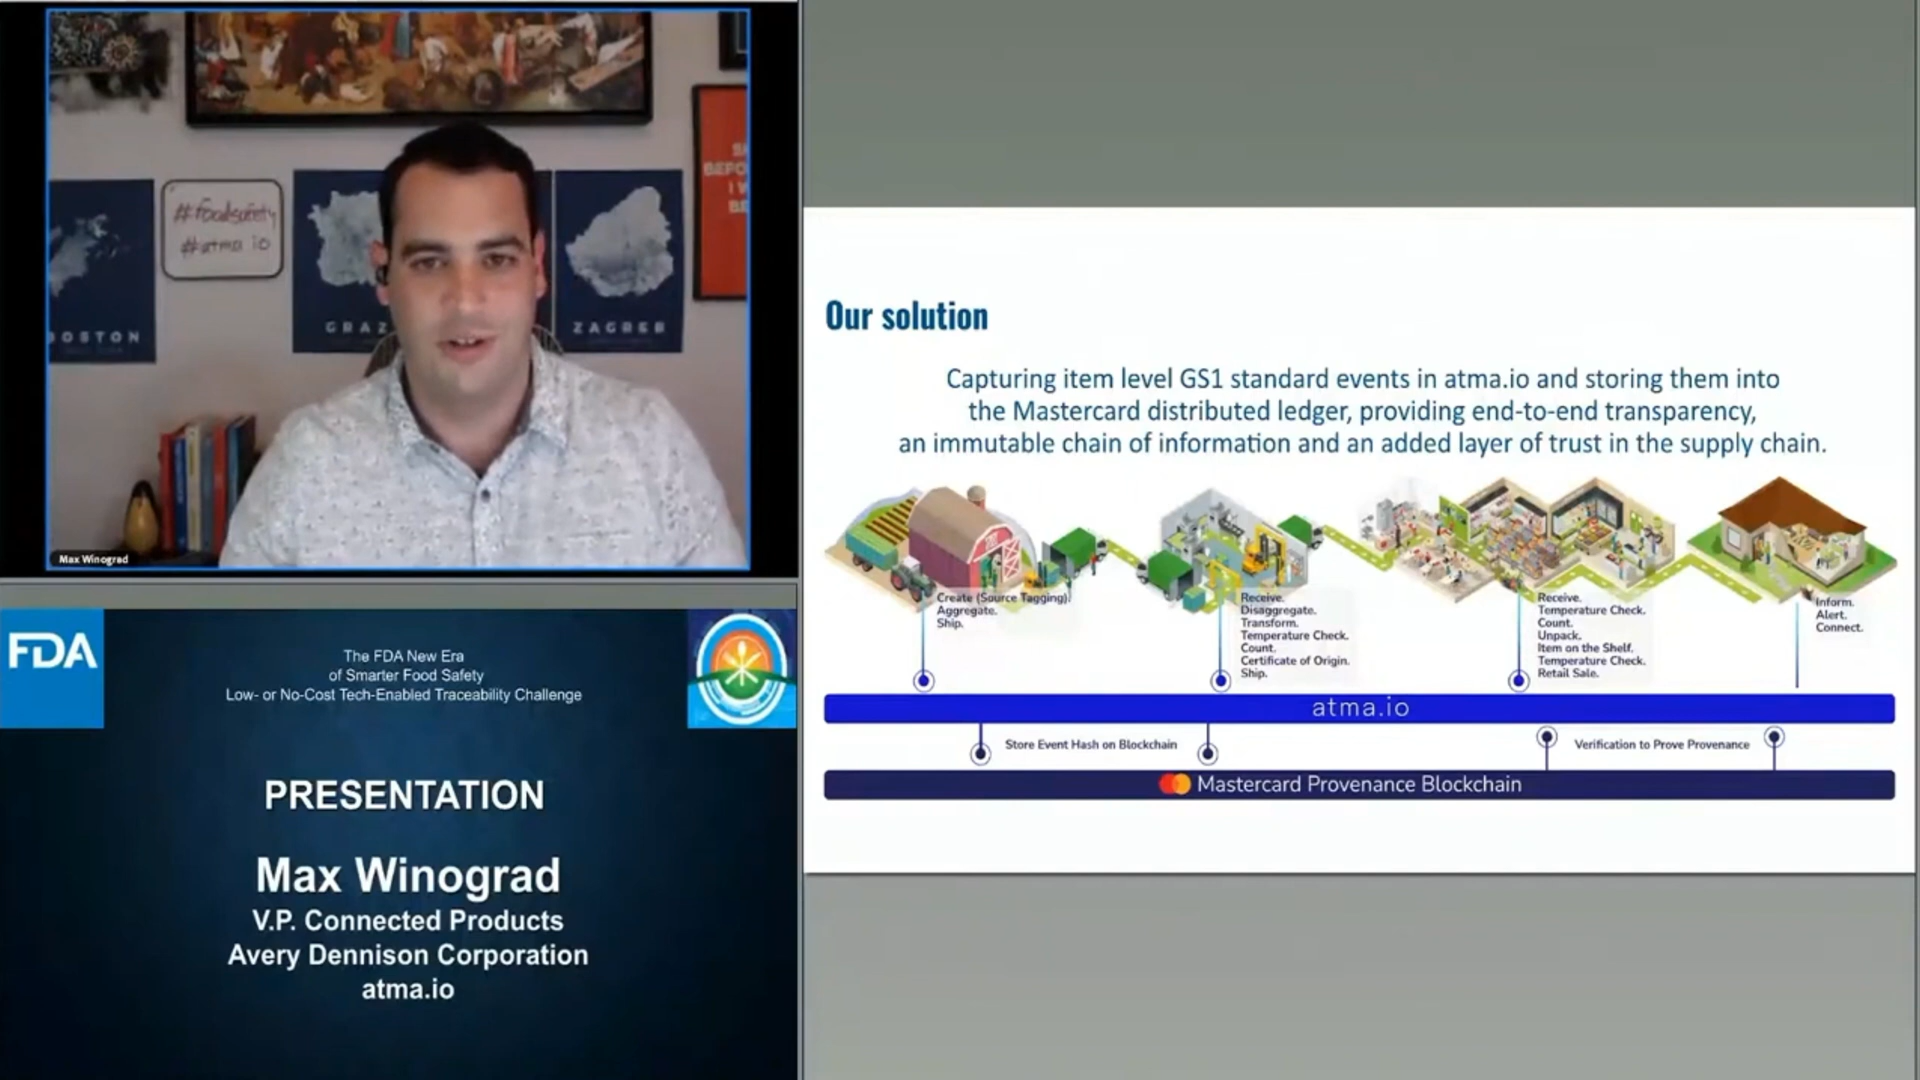 #foodsafety
#atma io
BOSTON
GRAZ
ZAGREB
BEFO
I W
BE
Max Winograd
FDA
The FDA New Era
of Smarter Food Safety
Low- or No-Cost Tech-Enabled Traceability Challenge
PRESENTATION
Max Winograd
V.P. Connected Products
Avery Dennison Corporation
atma.io
Our solution
Capturing item level GS1 standard events in atma.io and storing them into
the Mastercard distributed ledger, providing end-to-end transparency,
an immutable chain of information and an added layer of trust in the supply chain.
Create (Source Tagging).
Aggregate.
Ship.
Receive.
Disaggregate.
Transform.
Temperature Check.
Count.
Certificate of Origin.
Ship.
Receive.
Temperature Check.
Count.
Unpack.
Item on the Shelf.
Temperature Check.
Retail Sale.
Inform.
Alert.
Connect.
atma.io
Store Event Hash on Blockchain
Verification to Prove Provenance
Mastercard Provenance Blockchain